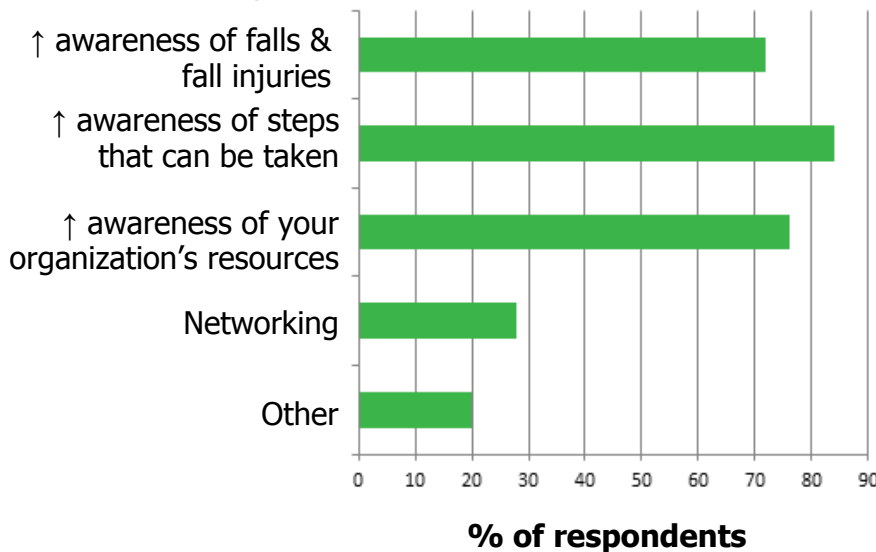 ↑ awareness of falls &
fall injuries
↑ awareness of steps
that can be taken
↑ awareness of your
organization’s resources
Networking
Other
0 10 20 30 40 50 60 70 80 90
% of respondents